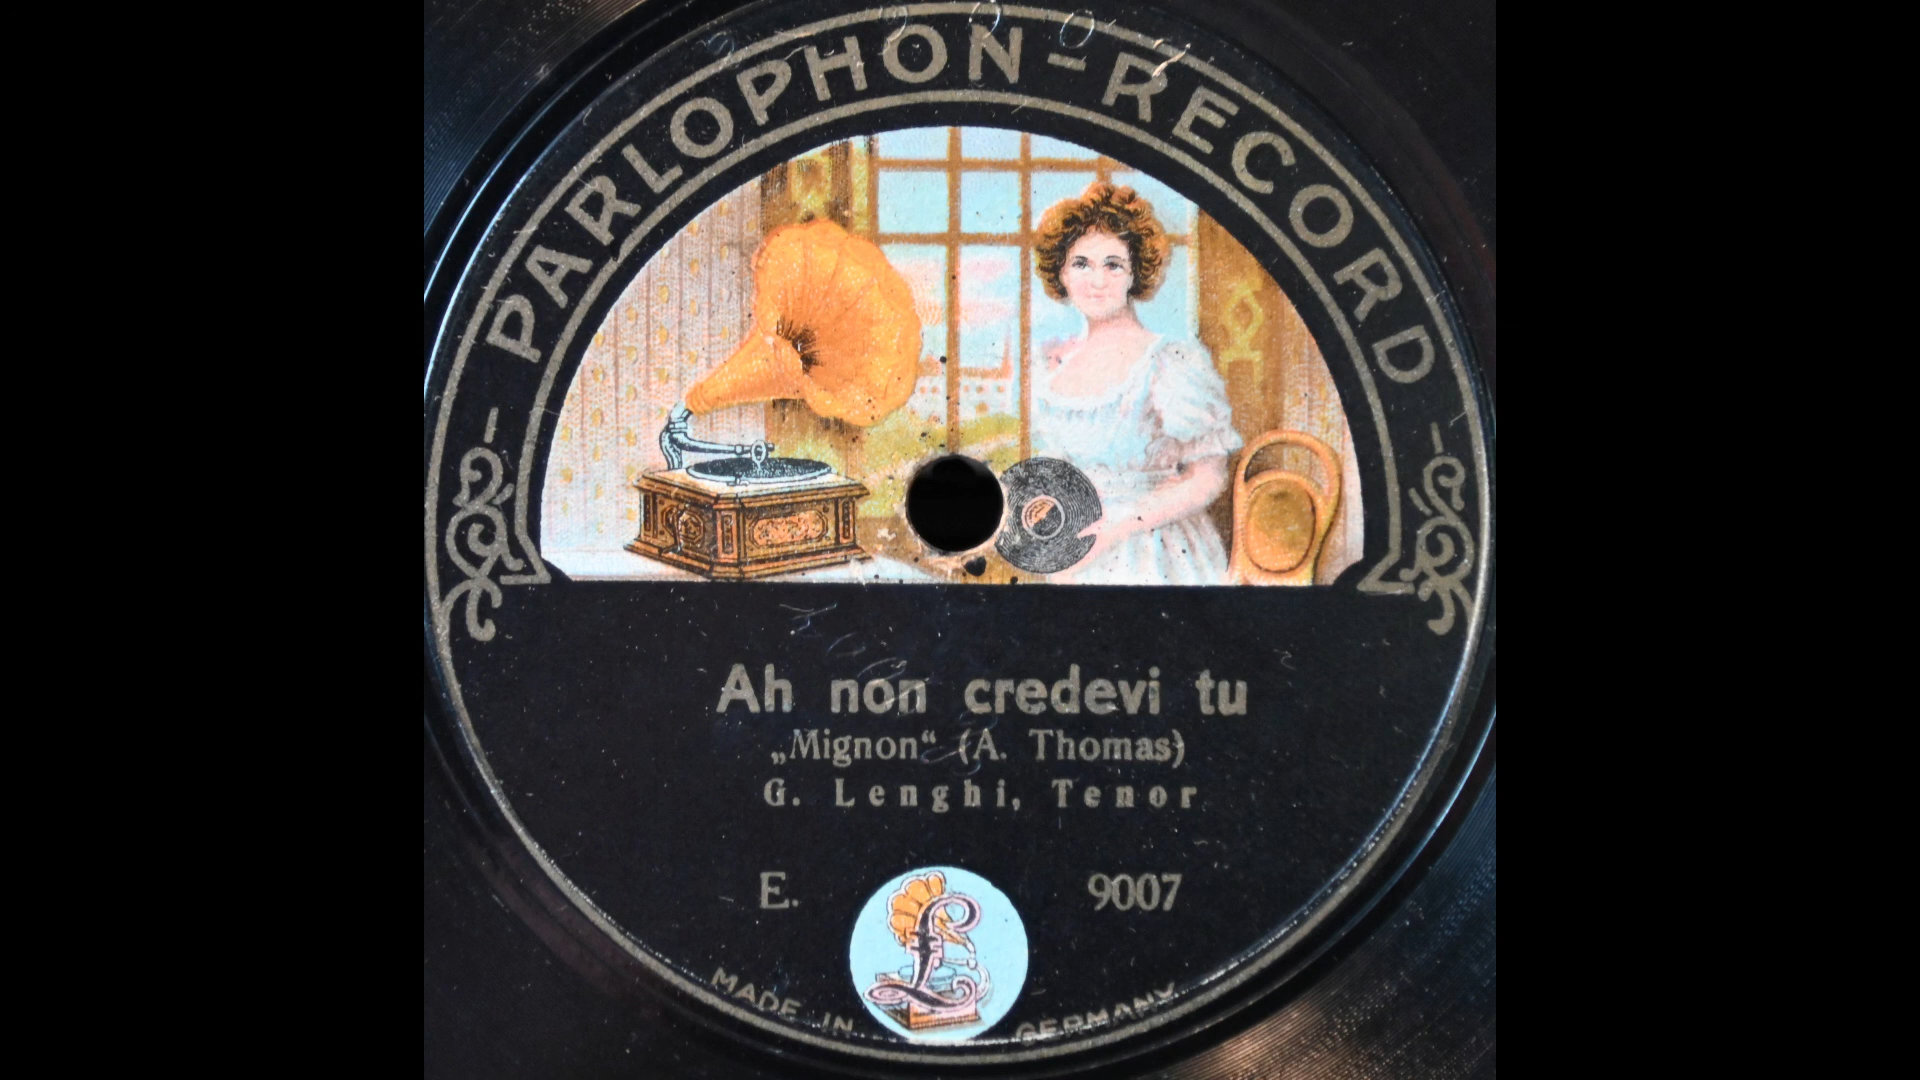 - PARLOPHON-RECORD -
Ah non credevi tu
„Mignon“ (A. Thomas)
G. Lenghi, Tenor
E. 9007
£
MADE IN GERMANY